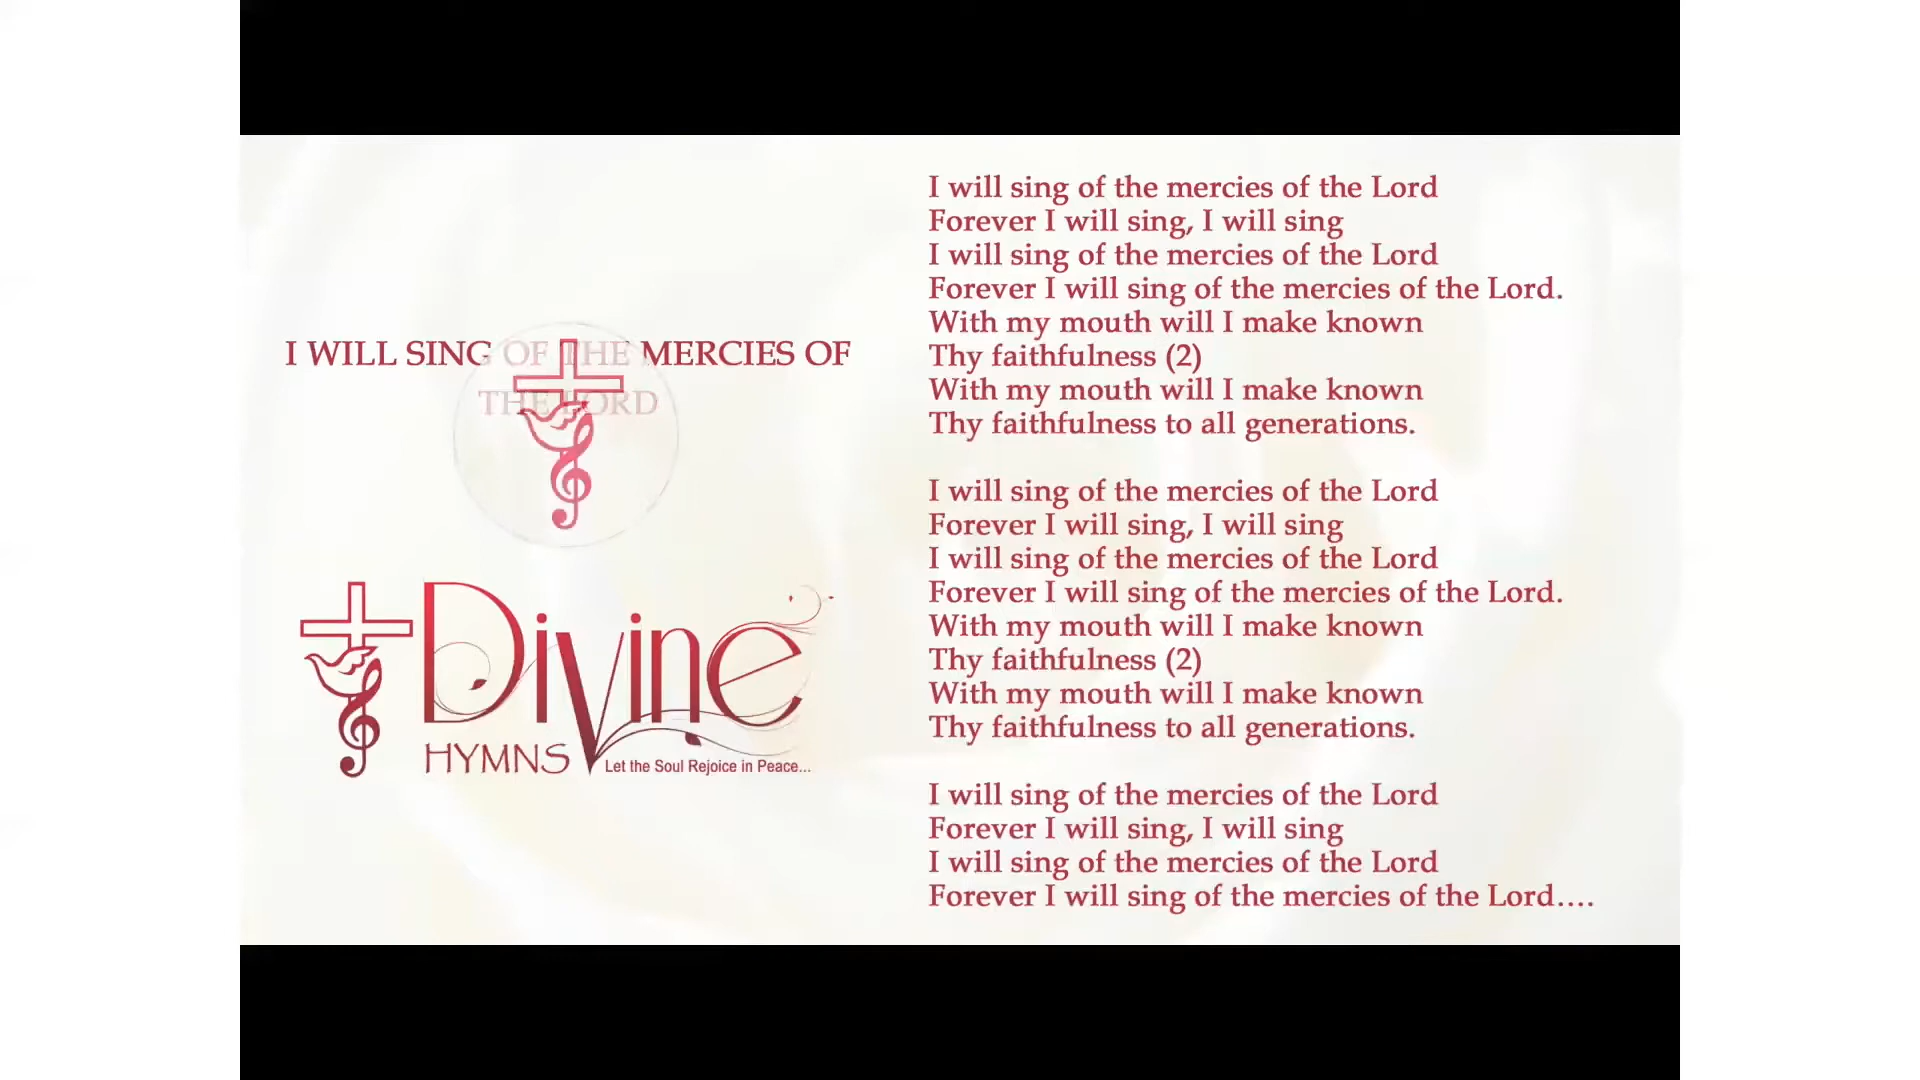 I WILL SING OF THE MERCIES OF
THE LORD
Divine
HYMNS
Let the Soul Rejoice in Peace...
I will sing of the mercies of the Lord
Forever I will sing, I will sing
I will sing of the mercies of the Lord
Forever I will sing of the mercies of the Lord.
With my mouth will I make known
Thy faithfulness (2)
With my mouth will I make known
Thy faithfulness to all generations.
I will sing of the mercies of the Lord
Forever I will sing, I will sing
I will sing of the mercies of the Lord
Forever I will sing of the mercies of the Lord.
With my mouth will I make known
Thy faithfulness (2)
With my mouth will I make known
Thy faithfulness to all generations.
I will sing of the mercies of the Lord
Forever I will sing, I will sing
I will sing of the mercies of the Lord
Forever I will sing of the mercies of the Lord....